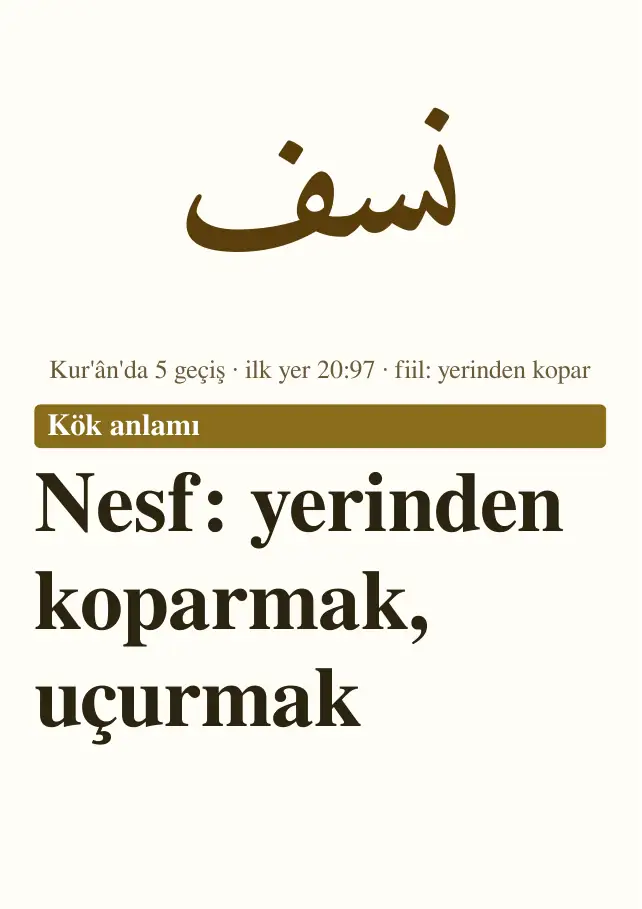 نسف
Kur'ân'da 5 geçiş · ilk yer 20:97 · fiil: yerinden kopar
Kök anlamı
Nesf: yerinden
koparmak,
uçurmak